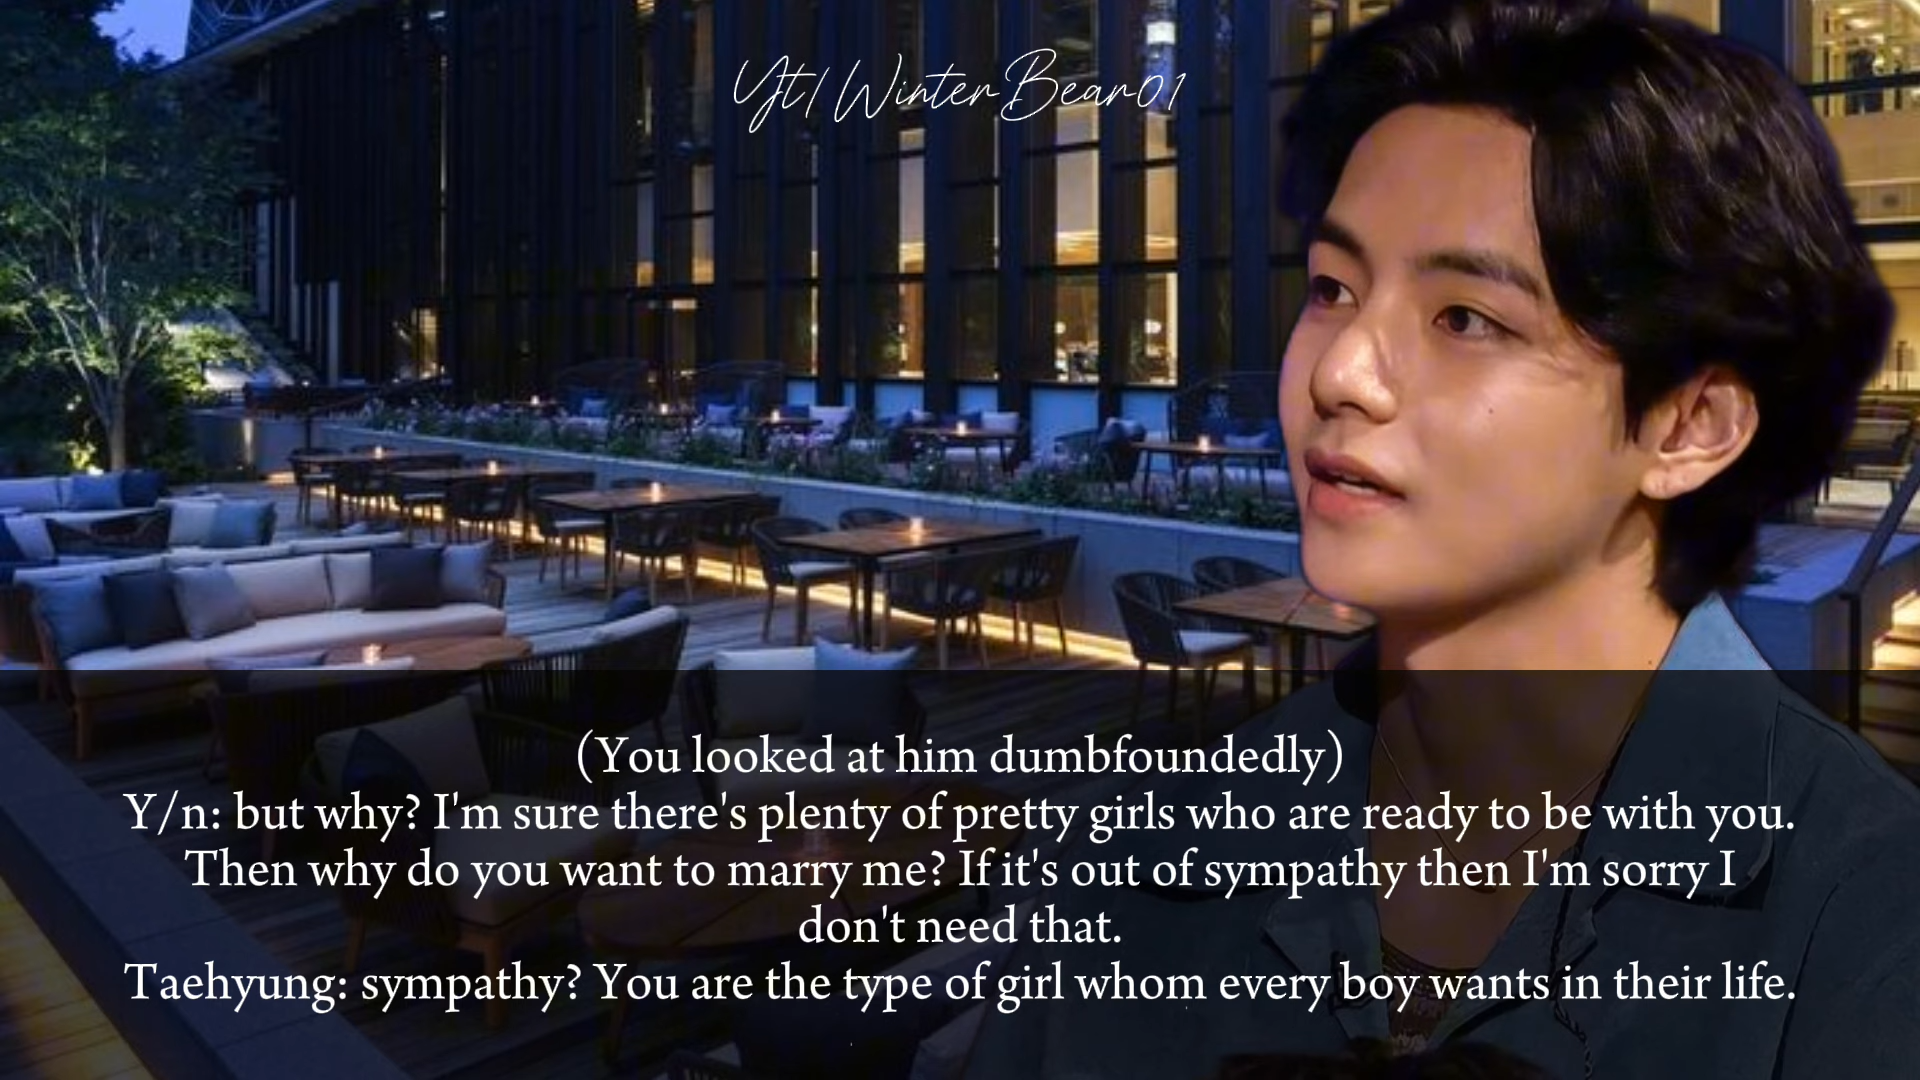 Yt/WinterBear01
(You looked at him dumbfoundedly)
Y/n: but why? I'm sure there's plenty of pretty girls who are ready to be with you.
Then why do you want to marry me? If it's out of sympathy then I'm sorry I
don't need that.
Taehyung: sympathy? You are the type of girl whom every boy wants in their life.